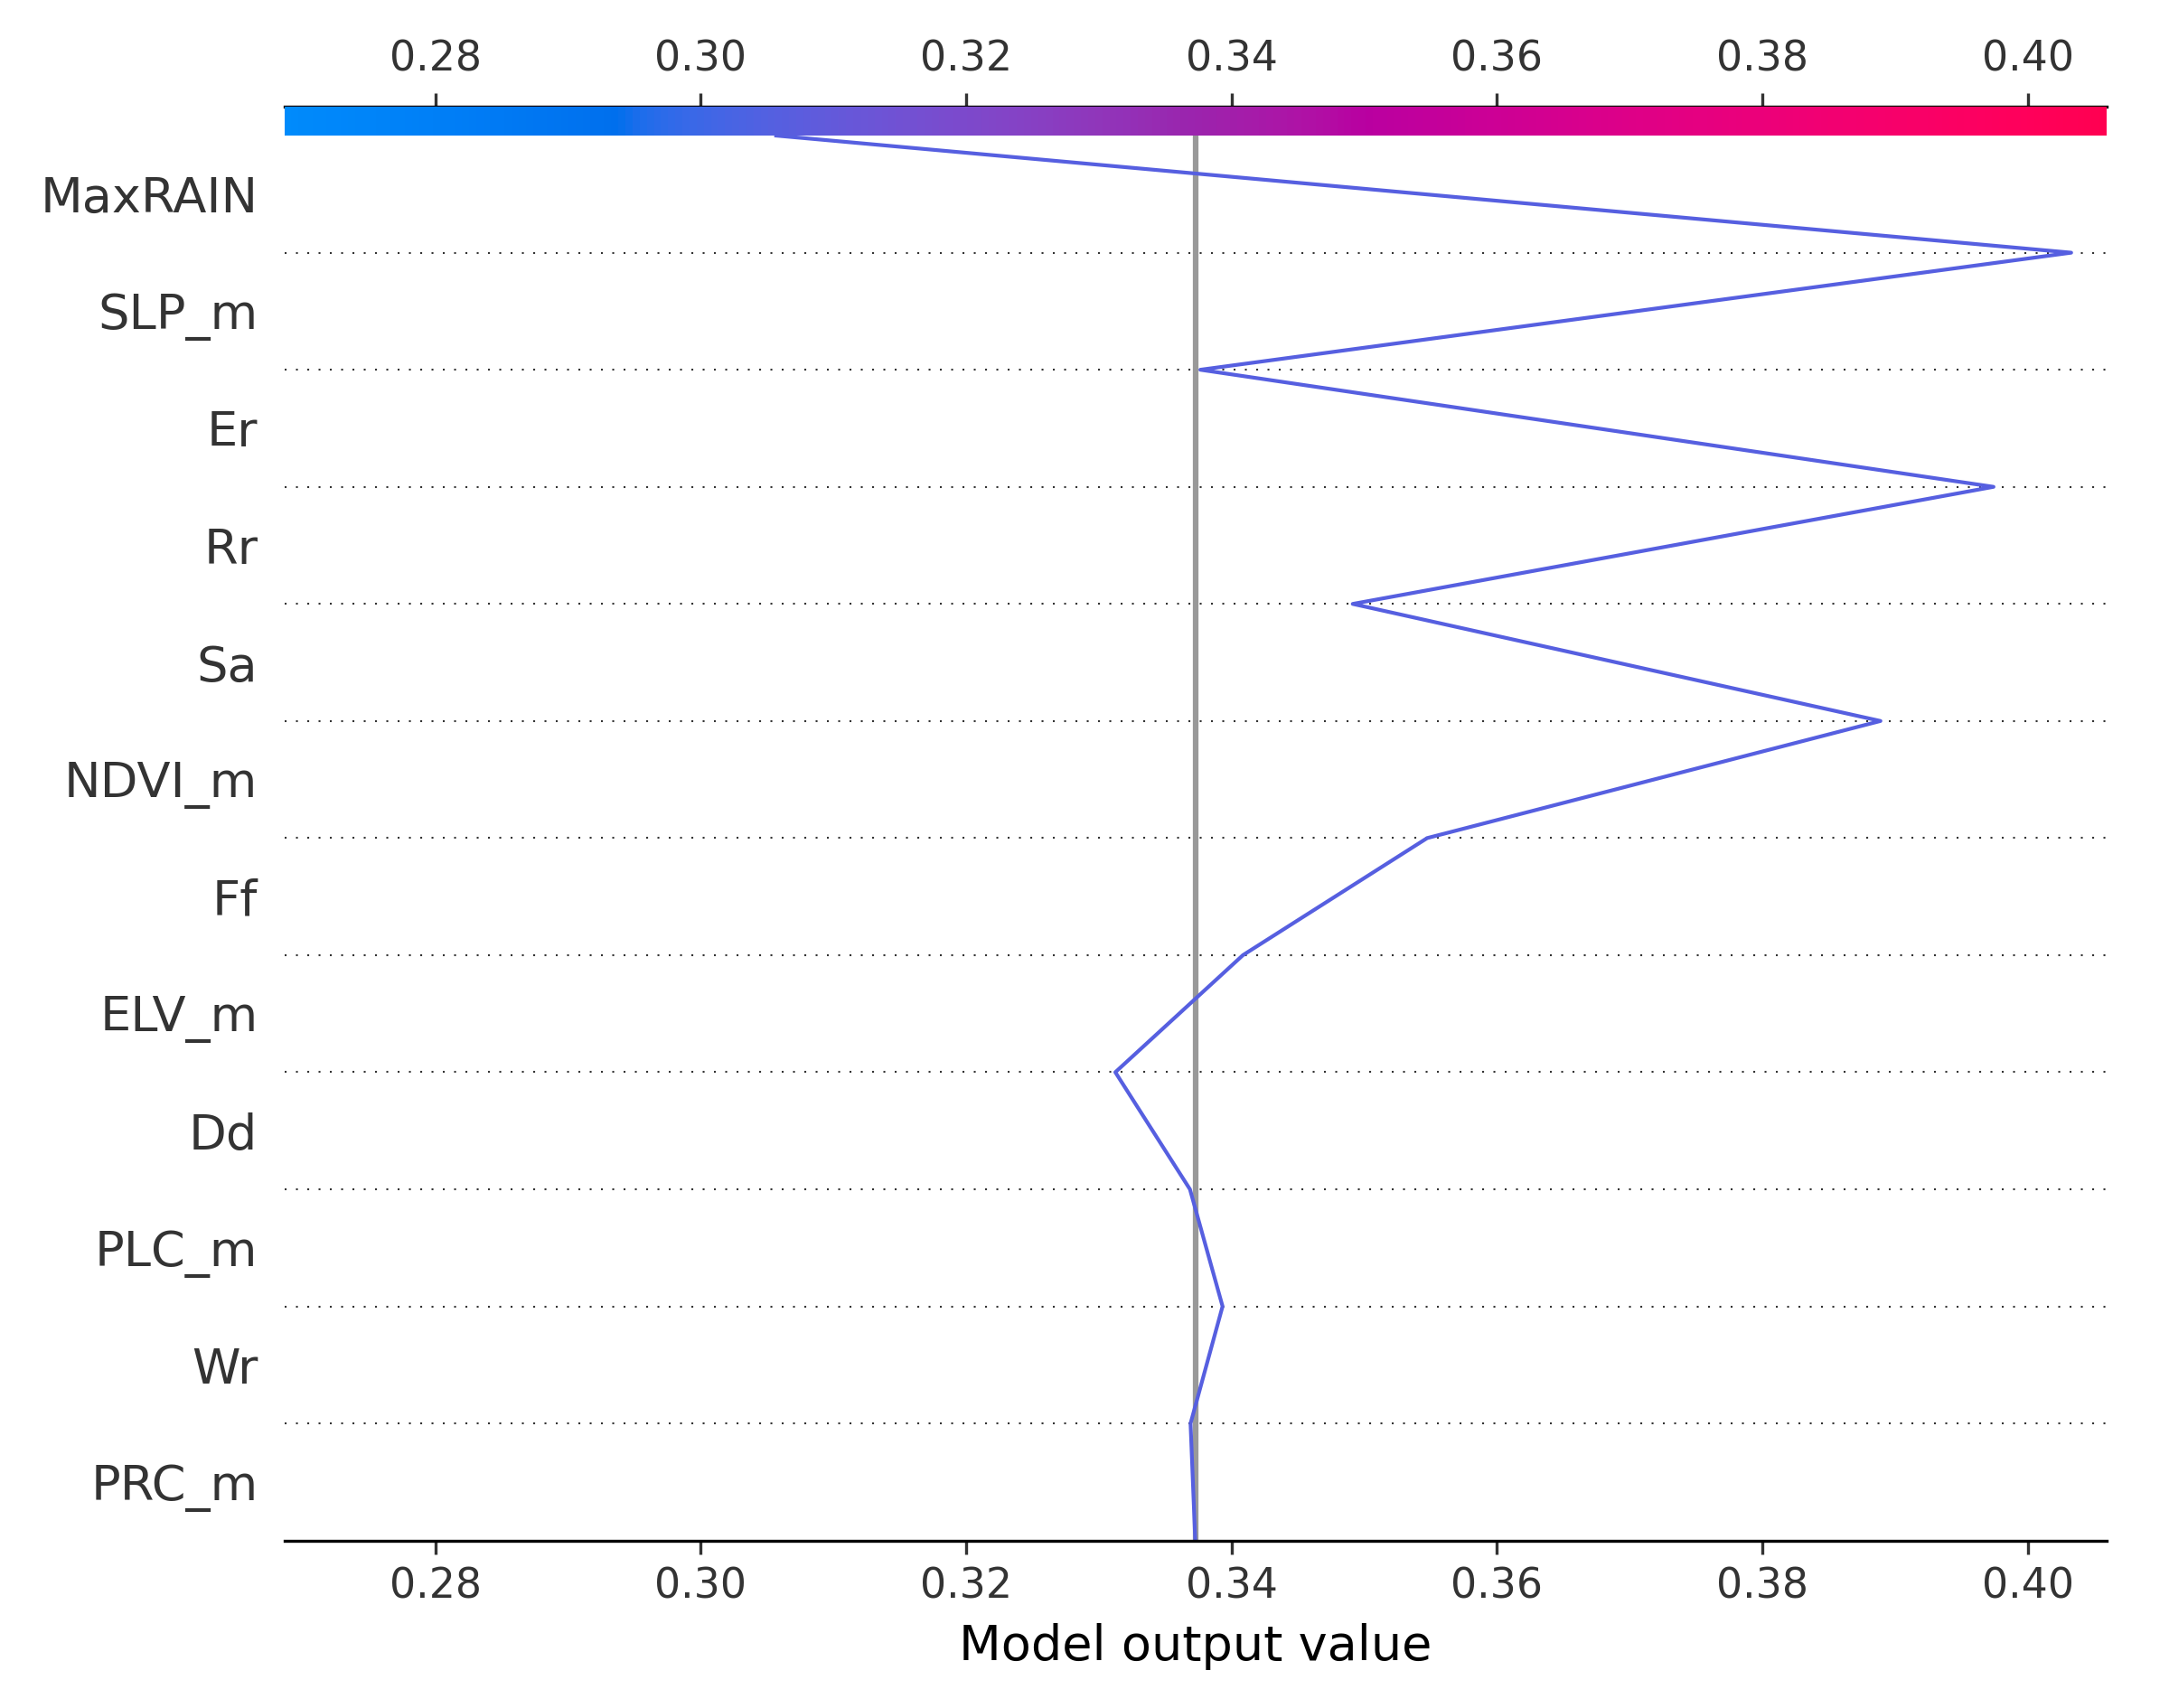 0.28 0.30 0.32 0.34 0.36 0.38 0.40
MaxRAIN
SLP_m
Er
Rr
Sa
NDVI_m
Ff
ELV_m
Dd
PLC_m
Wr
PRC_m
0.28 0.30 0.32 0.34 0.36 0.38 0.40
Model output value